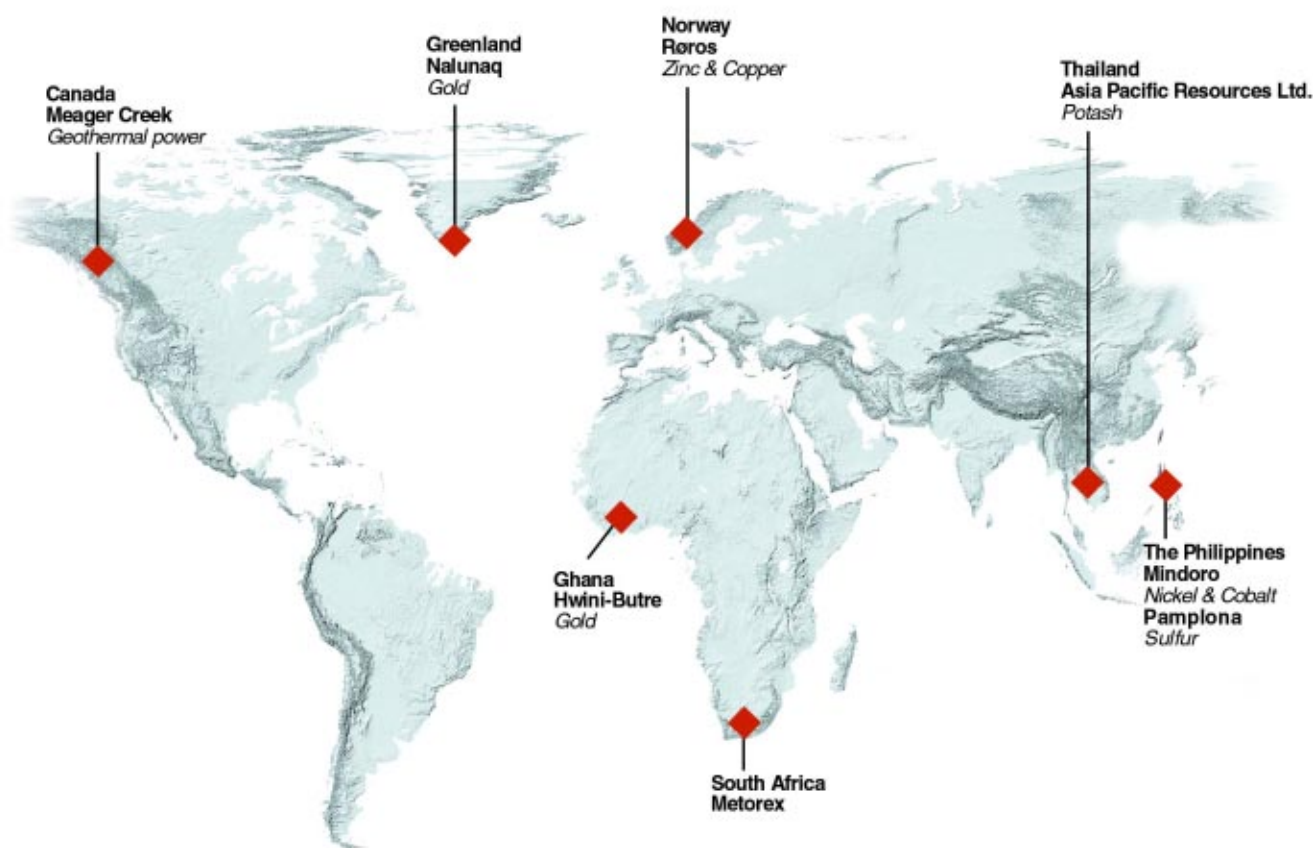 Canada
Meager Creek
Geothermal power
Greenland
Nalunaq
Gold
Norway
Røros
Zinc & Copper
Thailand
Asia Pacific Resources Ltd.
Potash
Ghana
Hwini-Butre
Gold
South Africa
Metorex
The Philippines
Mindoro
Nickel & Cobalt
Pamplona
Sulfur